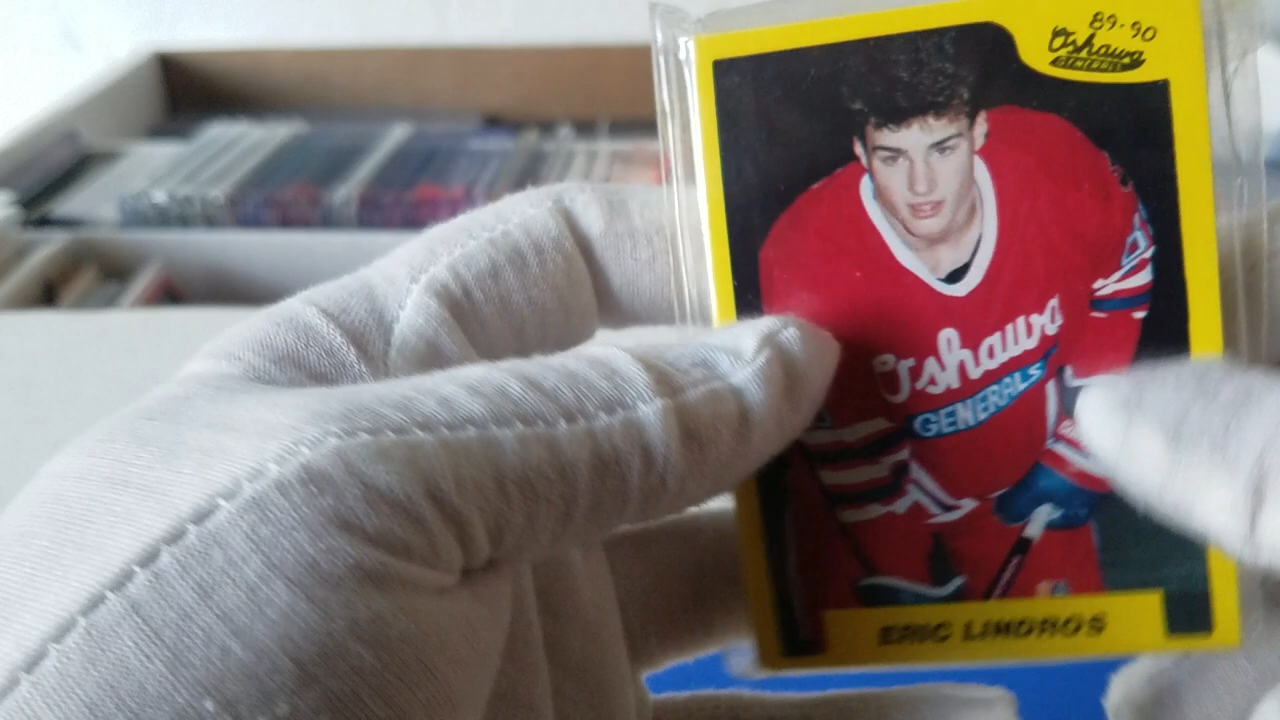 89-90
Oshawa
GENERALS
Oshawa
GENERALS
ERIC LINDROS